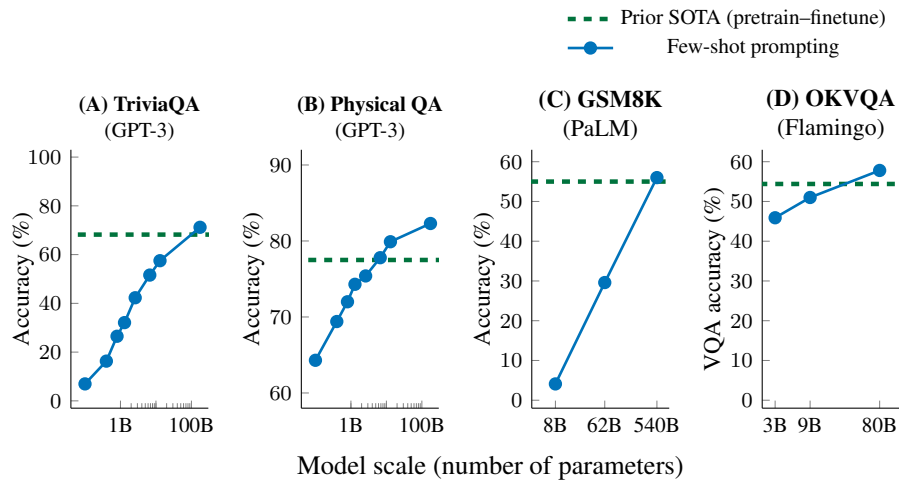 Prior SOTA (pretrain–finetune)
Few-shot prompting
(A) TriviaQA
(GPT-3)
100
80
60
40
20
0
Accuracy (%)
1B
100B
(B) Physical QA
(GPT-3)
90
80
70
60
Accuracy (%)
1B
100B
(C) GSM8K
(PaLM)
60
50
40
30
20
10
0
Accuracy (%)
8B
62B
540B
(D) OKVQA
(Flamingo)
60
50
40
30
20
10
0
VQA accuracy (%)
3B
9B
80B
Model scale (number of parameters)